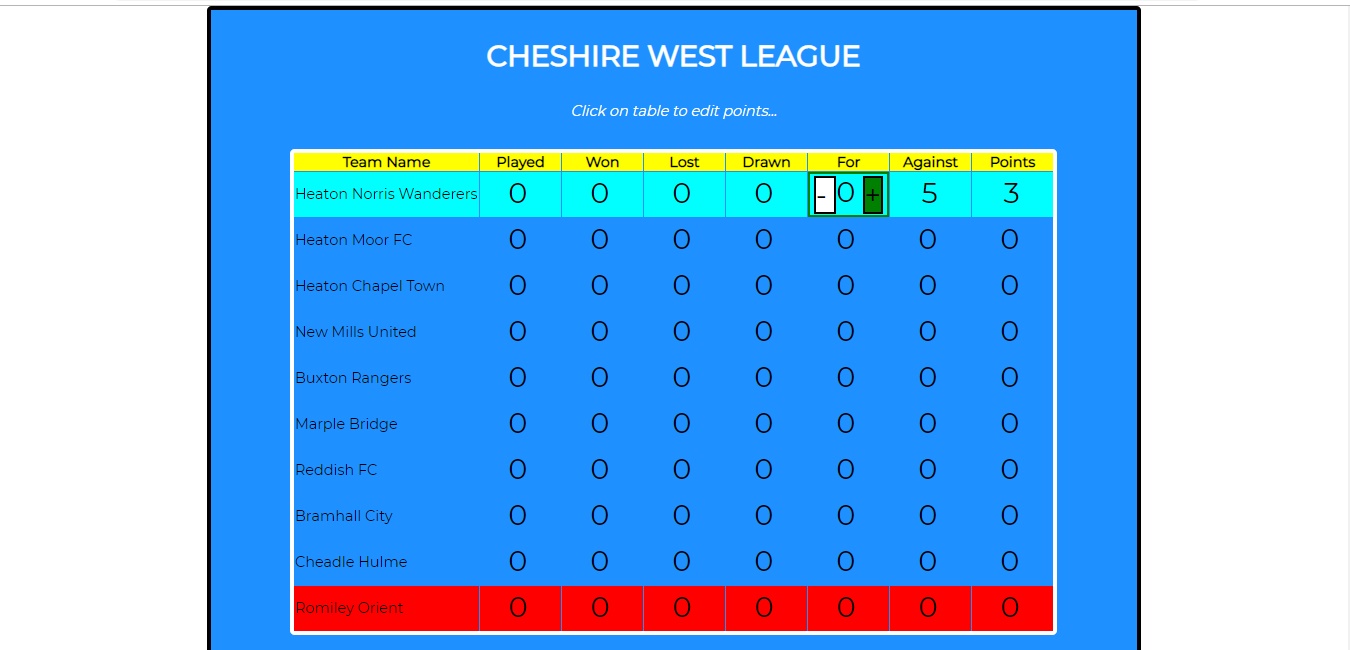 CHESHIRE WEST LEAGUE
Click on table to edit points...
Team Name Played Won Lost Drawn For Against Points
Heaton Norris Wanderers 0 0 0 0 - 0 + 5 3
Heaton Moor FC 0 0 0 0 0 0 0
Heaton Chapel Town 0 0 0 0 0 0 0
New Mills United 0 0 0 0 0 0 0
Buxton Rangers 0 0 0 0 0 0 0
Marple Bridge 0 0 0 0 0 0 0
Reddish FC 0 0 0 0 0 0 0
Bramhall City 0 0 0 0 0 0 0
Cheadle Hulme 0 0 0 0 0 0 0
Romiley Orient 0 0 0 0 0 0 0